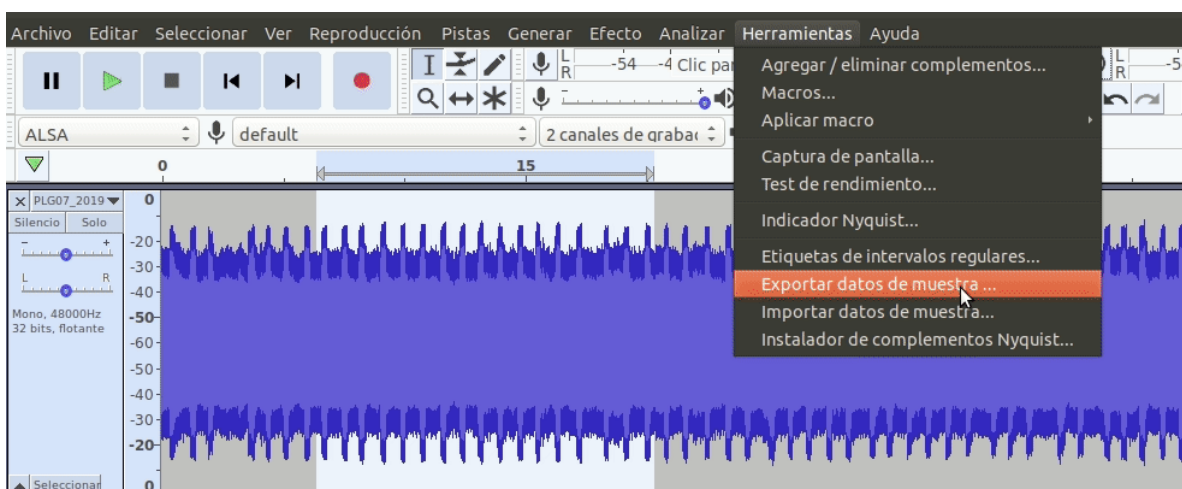 Archivo Editar Seleccionar Ver Reproducción Pistas Generar Efecto Analizar Herramientas Ayuda
L -54 -4 Clic par L -5
R R
ALSA default 2 canales de grabac
0 15
Agregar / eliminar complementos...
Macros...
Aplicar macro
Captura de pantalla...
Test de rendimiento...
Indicador Nyquist...
Etiquetas de intervalos regulares...
Exportar datos de muestra ...
Importar datos de muestra...
Instalador de complementos Nyquist...
PLG07_2019 0
Silencio Solo
- + -20
-30
L R -40
Mono, 48000Hz -50
32 bits, flotante
-60
-50
-40
-30
-20
Seleccionar 0